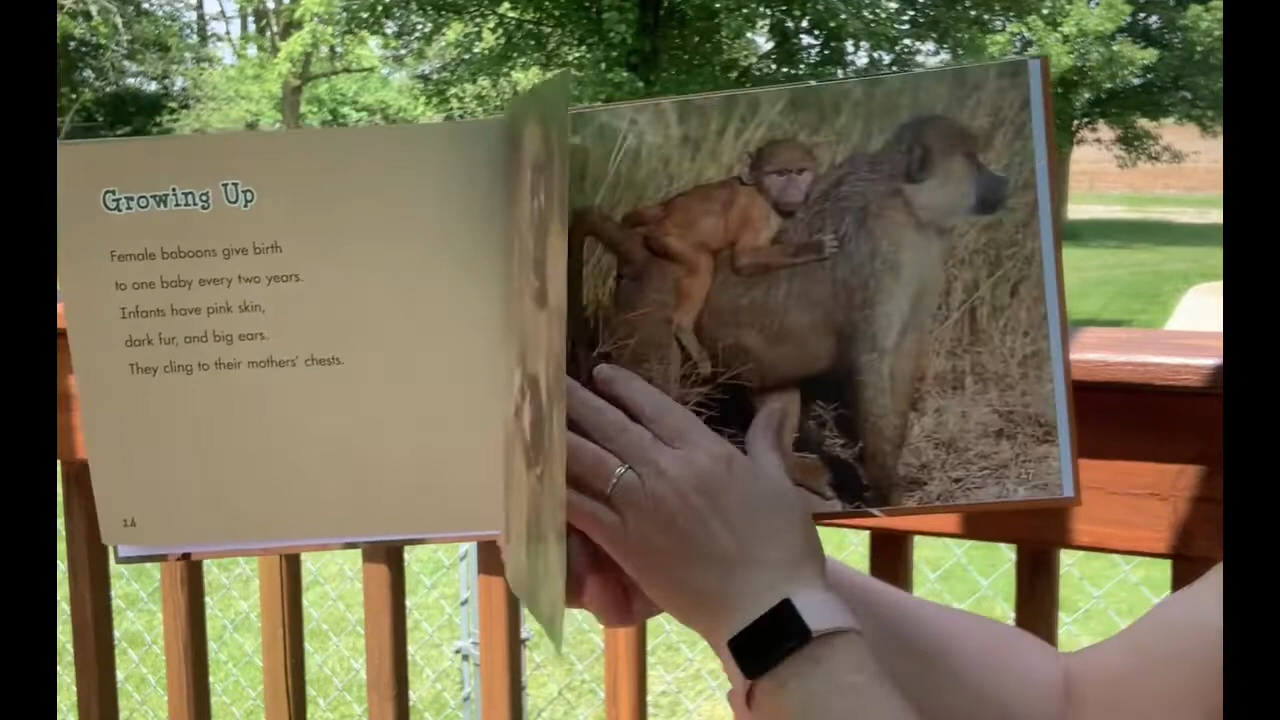 Growing Up
Female baboons give birth
to one baby every two years.
Infants have pink skin,
dark fur, and big ears.
They cling to their mothers' chests.
14
17